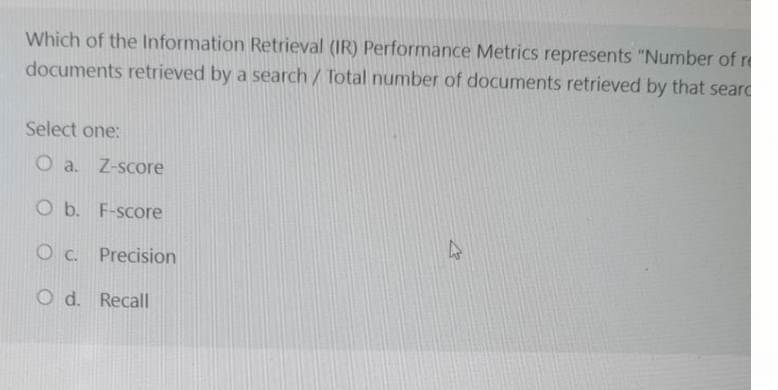 Which of the Information Retrieval (IR) Performance Metrics represents "Number of
documents retrieved by a search / Total number of documents retrieved by that
Select one:
a. Z-score
b. F-score
c. Precision
d. Recall